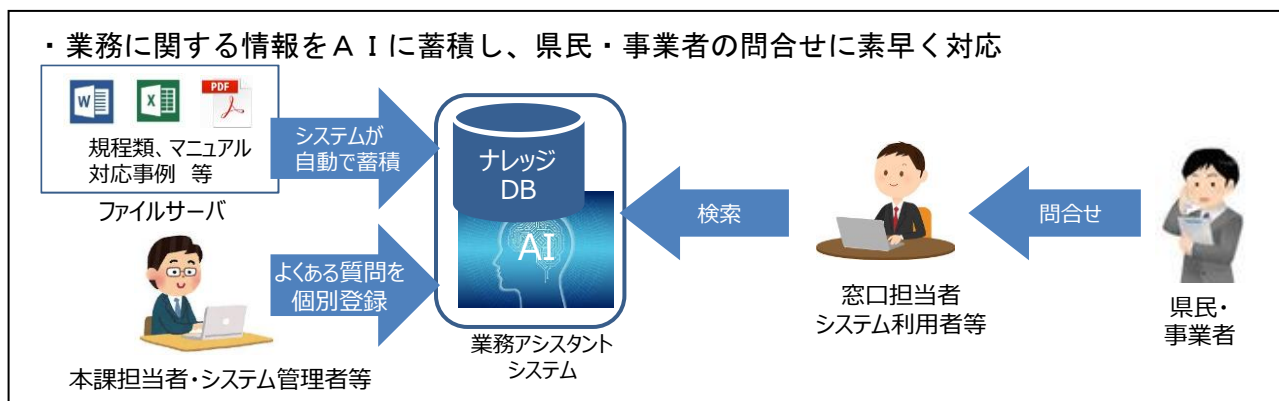 ・業務に関する情報をＡＩに蓄積し、県民・事業者の問合せに素早く対応
W
X
PDF
規程類、マニュアル
対応事例 等
ファイルサーバ
システムが
自動で蓄積
ナレッジ
DB
AI
業務アシスタント
システム
よくある質問を
個別登録
本課担当者・システム管理者等
検索
窓口担当者
システム利用者等
問合せ
県民・
事業者